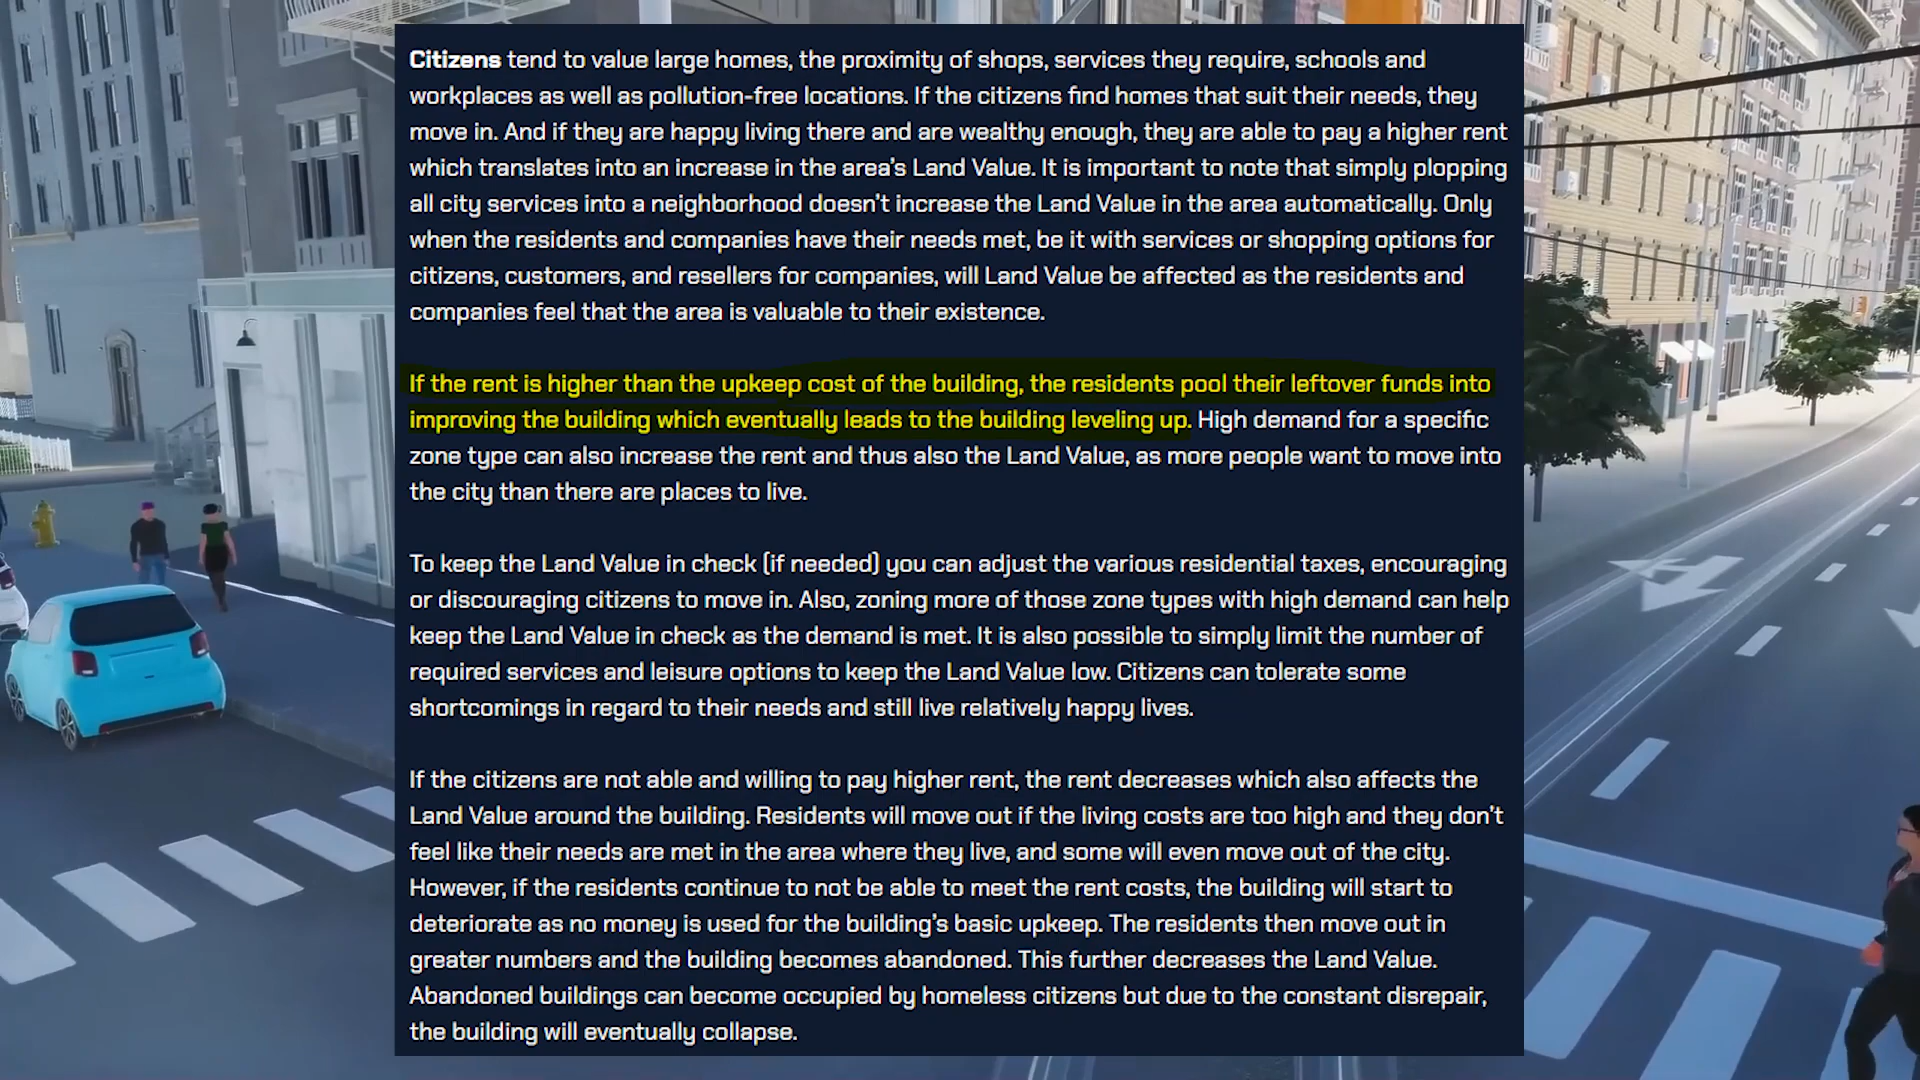 Citizens tend to value large homes, the proximity of shops, services they require, schools and
workplaces as well as pollution-free locations. If the citizens find homes that suit their needs, they
move in. And if they are happy living there and are wealthy enough, they are able to pay a higher rent
which translates into an increase in the area's Land Value. It is important to note that simply plopping
all city services into a neighborhood doesn't increase the Land Value in the area automatically. Only
when the residents and companies have their needs met, be it with services or shopping options for
citizens, customers, and resellers for companies, will Land Value be affected as the residents and
companies feel that the area is valuable to their existence.
If the rent is higher than the upkeep cost of the building, the residents pool their leftover funds into
improving the building which eventually leads to the building leveling up. High demand for a specific
zone type can also increase the rent and thus also the Land Value, as more people want to move into
the city than there are places to live.
To keep the Land Value in check (if needed) you can adjust the various residential taxes, encouraging
or discouraging citizens to move in. Also, zoning more of those zone types with high demand can help
keep the Land Value in check as the demand is met. It is also possible to simply limit the number of
required services and leisure options to keep the Land Value low. Citizens can tolerate some
shortcomings in regard to their needs and still live relatively happy lives.
If the citizens are not able and willing to pay higher rent, the rent decreases which also affects the
Land Value around the building. Residents will move out if the living costs are too high and they don't
feel like their needs are met in the area where they live, and some will even move out of the city.
However, if the residents continue to not be able to meet the rent costs, the building will start to
deteriorate as no money is used for the building's basic upkeep. The residents then move out in
greater numbers and the building becomes abandoned. This further decreases the Land Value.
Abandoned buildings can become occupied by homeless citizens but due to the constant disrepair,
the building will eventually collapse.